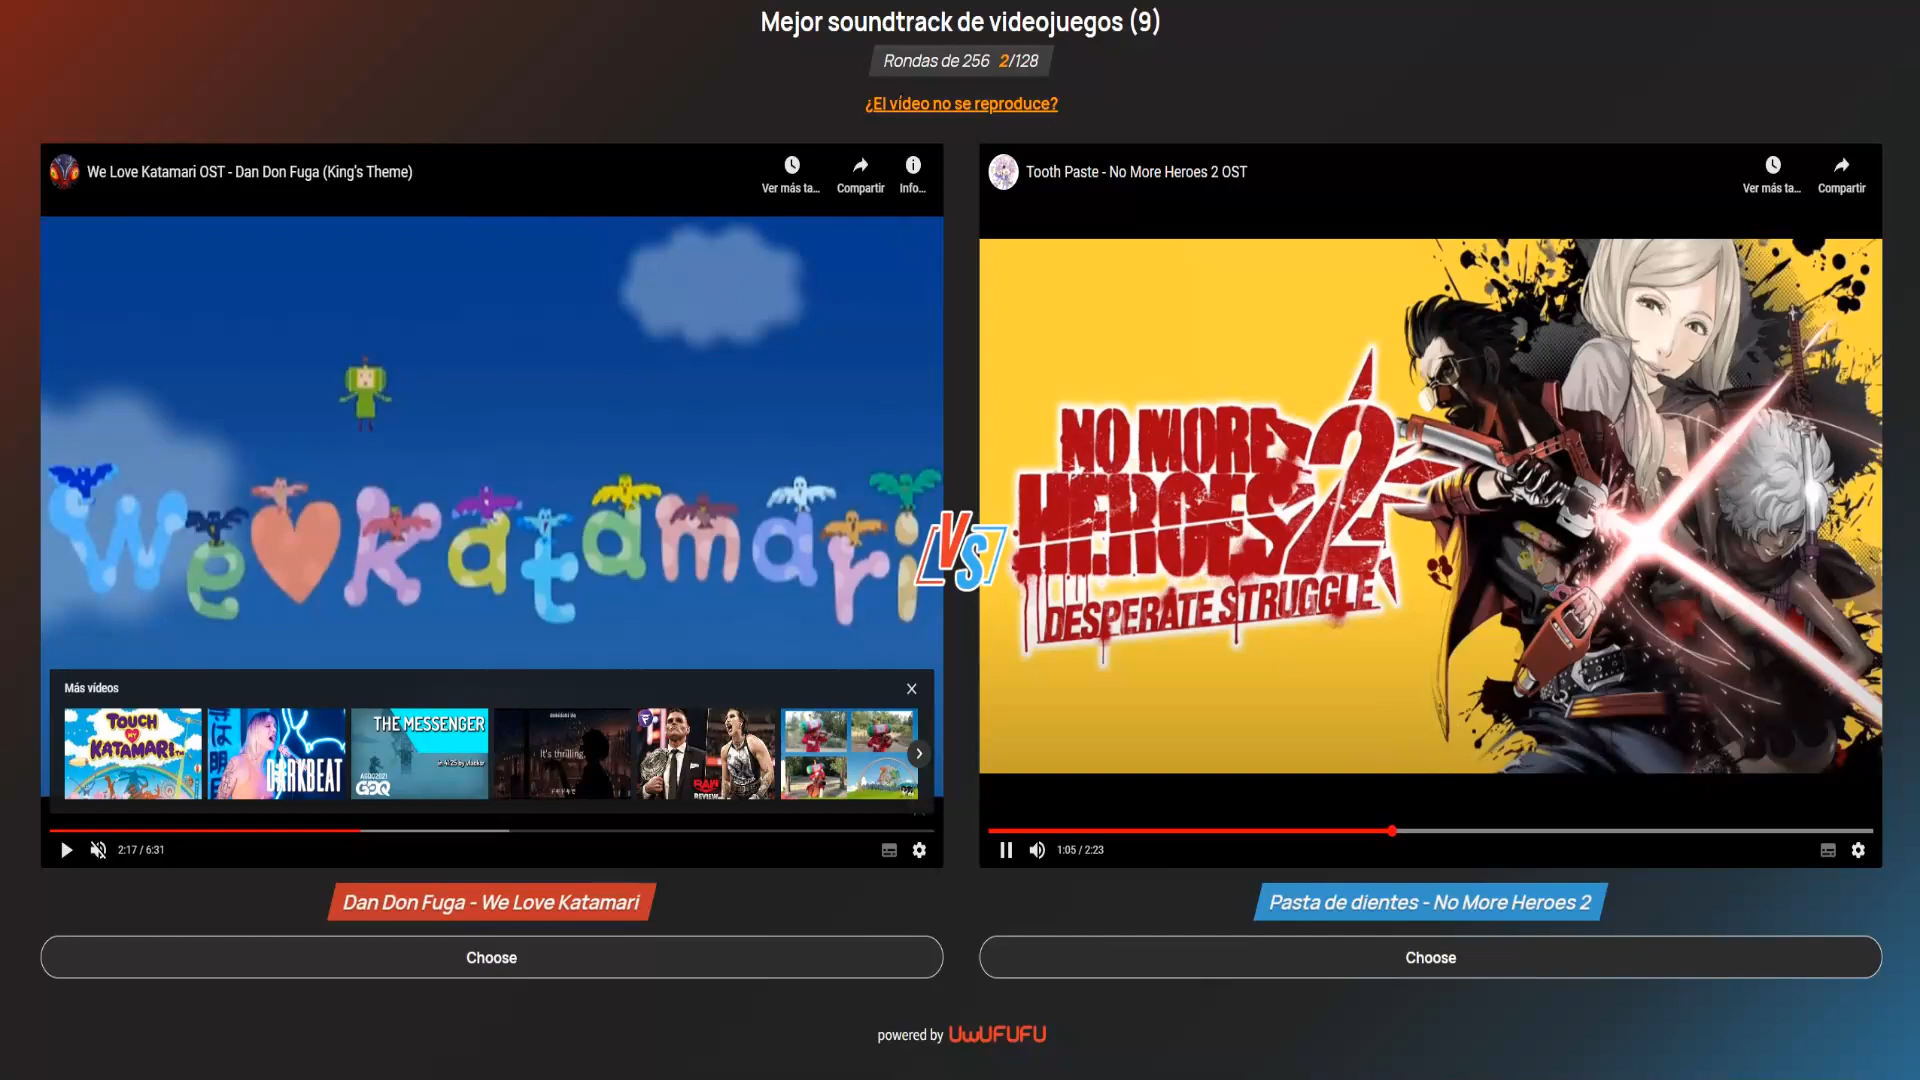 Mejor soundtrack de videojuegos (9)
Rondas de 256 2/128
¿El vídeo no se reproduce?
We Love Katamari OST - Dan Don Fuga (King's Theme)
Ver más ta...
Compartir
Info...
We katamari
Más vídeos
TOUCH MY KATAMARI
DARKBEAT
THE MESSENGER
AGDQ2021
GDQ
It's thrilling,
RAW
REVIEW
2:17 / 6:31
VS
Tooth Paste - No More Heroes 2 OST
Ver más ta...
Compartir
NO MORE
HEROES 2
DESPERATE STRUGGLE
1:05 / 2:23
Dan Don Fuga - We Love Katamari
Pasta de dientes - No More Heroes 2
Choose
Choose
powered by UwUFUFU